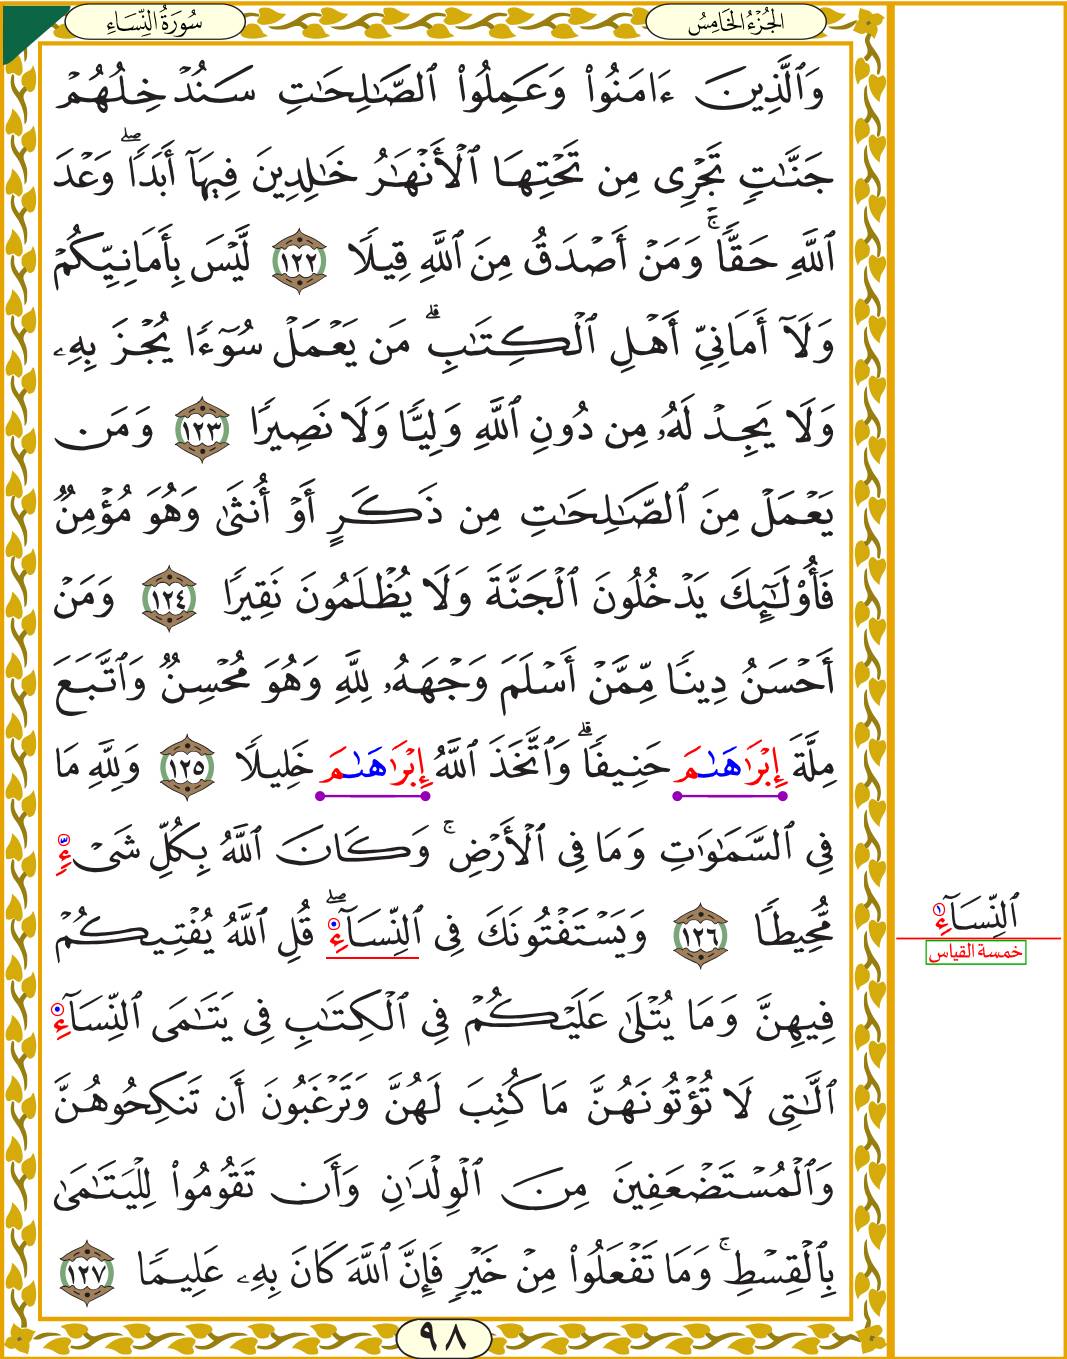 الجُزْءُ الخَامِسُ
سُورَةُ النِّسَاءِ
وَٱلَّذِينَ ءَامَنُوا۟ وَعَمِلُوا۟ ٱلصَّـٰلِحَـٰتِ سَنُدْخِلُهُمْ
جَنَّـٰتٍ تَجْرِى مِن تَحْتِهَا ٱلْأَنْهَـٰرُ خَـٰلِدِينَ فِيهَآ أَبَدًا ۖ وَعْدَ
ٱللَّهِ حَقًّا ۚ وَمَنْ أَصْدَقُ مِنَ ٱللَّهِ قِيلًا ١٢٢ لَّيْسَ بِأَمَانِيِّكُمْ
وَلَآ أَمَانِىِّ أَهْلِ ٱلْكِتَـٰبِ ۗ مَن يَعْمَلْ سُوٓءًا يُجْزَ بِهِۦ
وَلَا يَجِدْ لَهُۥ مِن دُونِ ٱللَّهِ وَلِيًّا وَلَا نَصِيرًا ١٢٣ وَمَن
يَعْمَلْ مِنَ ٱلصَّـٰلِحَـٰتِ مِن ذَكَرٍ أَوْ أُنثَىٰ وَهُوَ مُؤْمِنٌ
فَأُو۟لَـٰٓئِكَ يَدْخُلُونَ ٱلْجَنَّةَ وَلَا يُظْلَمُونَ نَقِيرًا ١٢٤ وَمَنْ
أَحْسَنُ دِينًا مِّمَّنْ أَسْلَمَ وَجْهَهُۥ لِلَّهِ وَهُوَ مُحْسِنٌ وَٱتَّبَعَ
مِلَّةَ إِبْرَاهَـٰمَ حَنِيفًا ۗ وَٱتَّخَذَ ٱللَّهُ إِبْرَاهَـٰمَ خَلِيلًا ١٢٥ وَلِلَّهِ مَا
فِى ٱلسَّمَـٰوَٰتِ وَمَا فِى ٱلْأَرْضِ ۚ وَكَانَ ٱللَّهُ بِكُلِّ شَىْءٍ
مُّحِيطًا ١٢٦ وَيَسْتَفْتُونَكَ فِى ٱلنِّسَآءِ ۖ قُلِ ٱللَّهُ يُفْتِيكُمْ
فِيهِنَّ وَمَا يُتْلَىٰ عَلَيْكُمْ فِى ٱلْكِتَـٰبِ فِى يَتَـٰمَى ٱلنِّسَآءِ
ٱلَّـٰتِى لَا تُؤْتُونَهُنَّ مَا كُتِبَ لَهُنَّ وَتَرْغَبُونَ أَن تَنكِحُوهُنَّ
وَٱلْمُسْتَضْعَفِينَ مِنَ ٱلْوِلْدَٰنِ وَأَن تَقُومُوا۟ لِلْيَتَـٰمَىٰ
بِٱلْقِسْطِ ۚ وَمَا تَفْعَلُوا۟ مِنْ خَيْرٍ فَإِنَّ ٱللَّهَ كَانَ بِهِۦ عَلِيمًا ١٢٧
ٱلنِّسَآءِ
خمسة القياس
٩٨